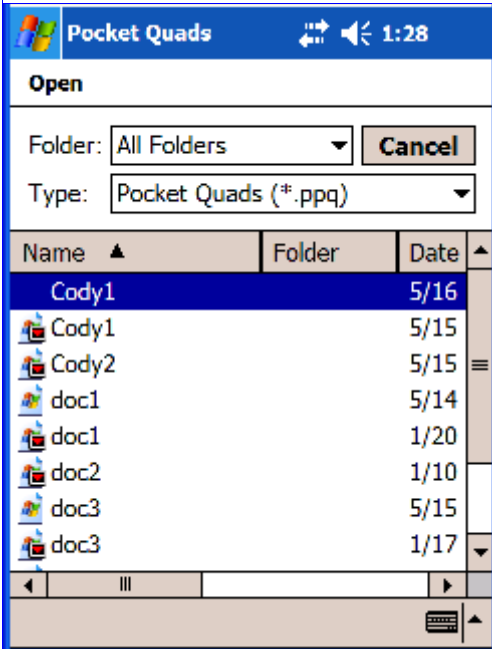 Pocket Quads 1:28
Open
Folder: All Folders Cancel
Type: Pocket Quads (*.ppq)
Name Folder Date
Cody1 5/16
Cody1 5/15
Cody2 5/15
doc1 5/14
doc1 1/20
doc2 1/10
doc3 5/15
doc3 1/17